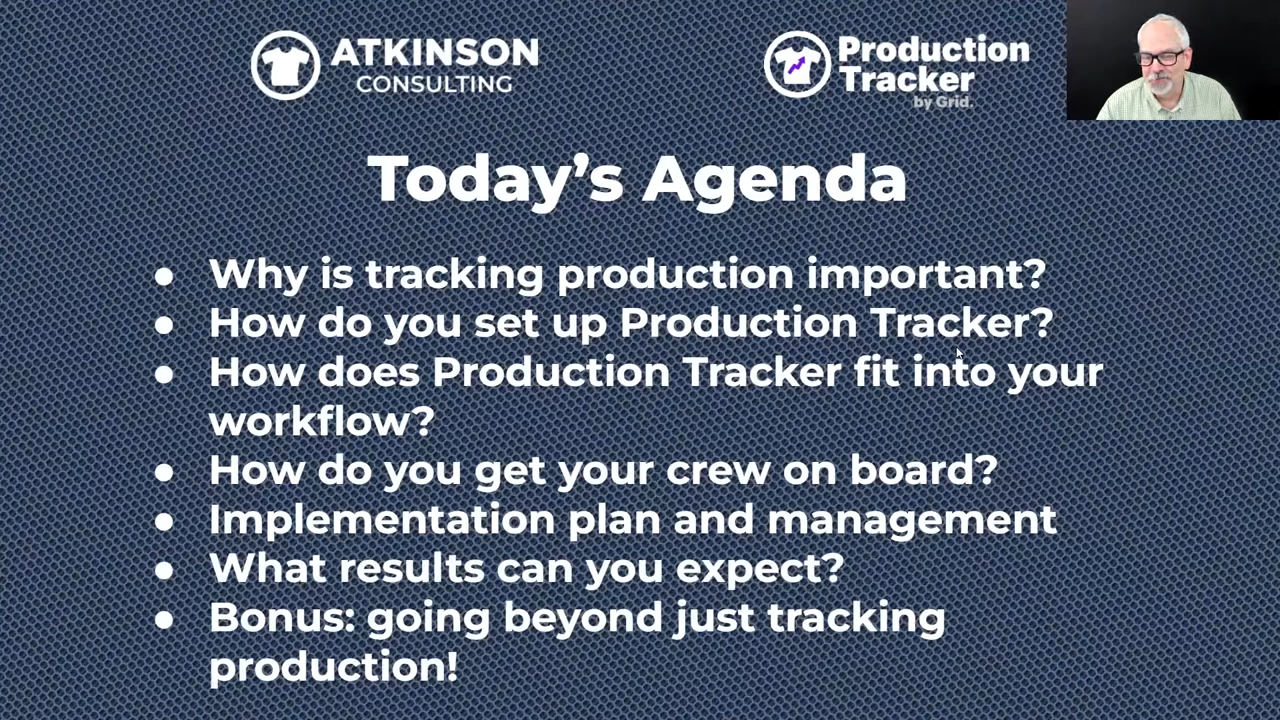 ATKINSON
CONSULTING
Production
Tracker
by Grid.
Today’s Agenda
● Why is tracking production important?
● How do you set up Production Tracker?
● How does Production Tracker fit into your
workflow?
● How do you get your crew on board?
● Implementation plan and management
● What results can you expect?
● Bonus: going beyond just tracking
production!